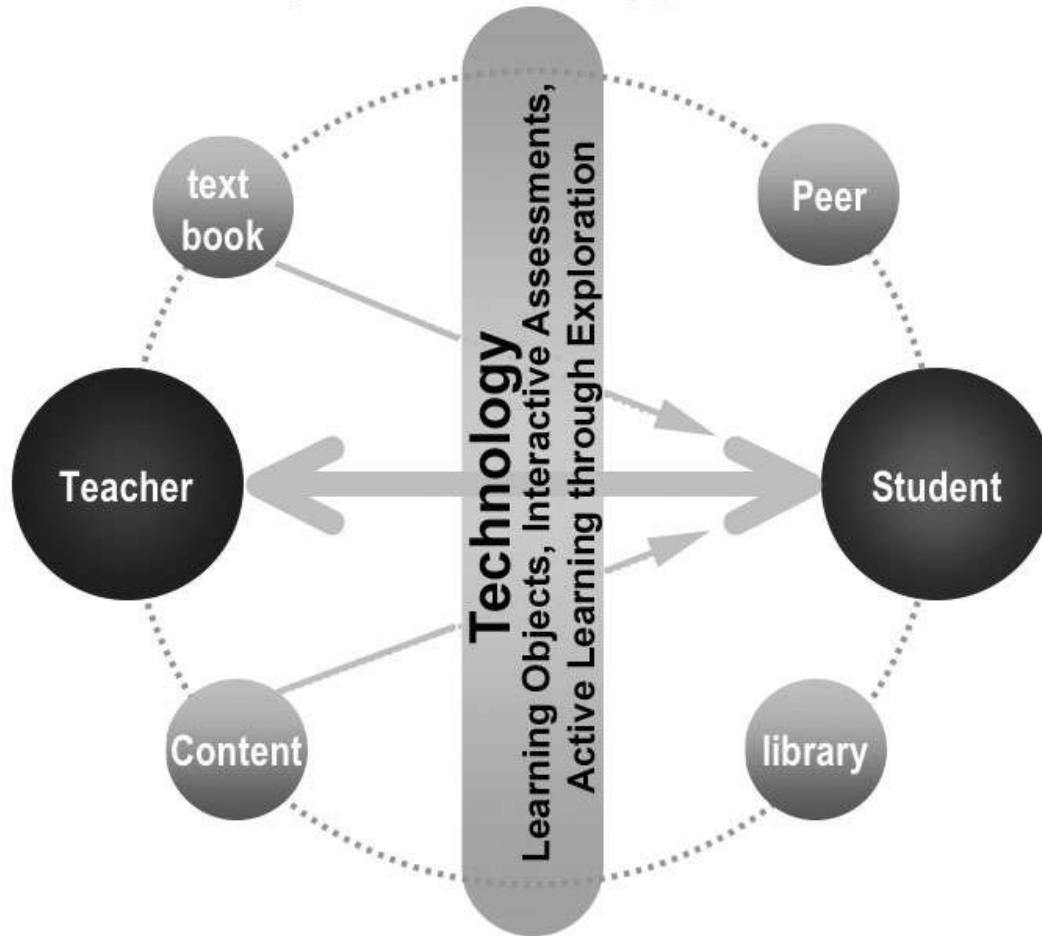 text
book
Peer
Teacher
Technology
Learning Objects, Interactive Assessments,
Active Learning through Exploration
Student
Content
library